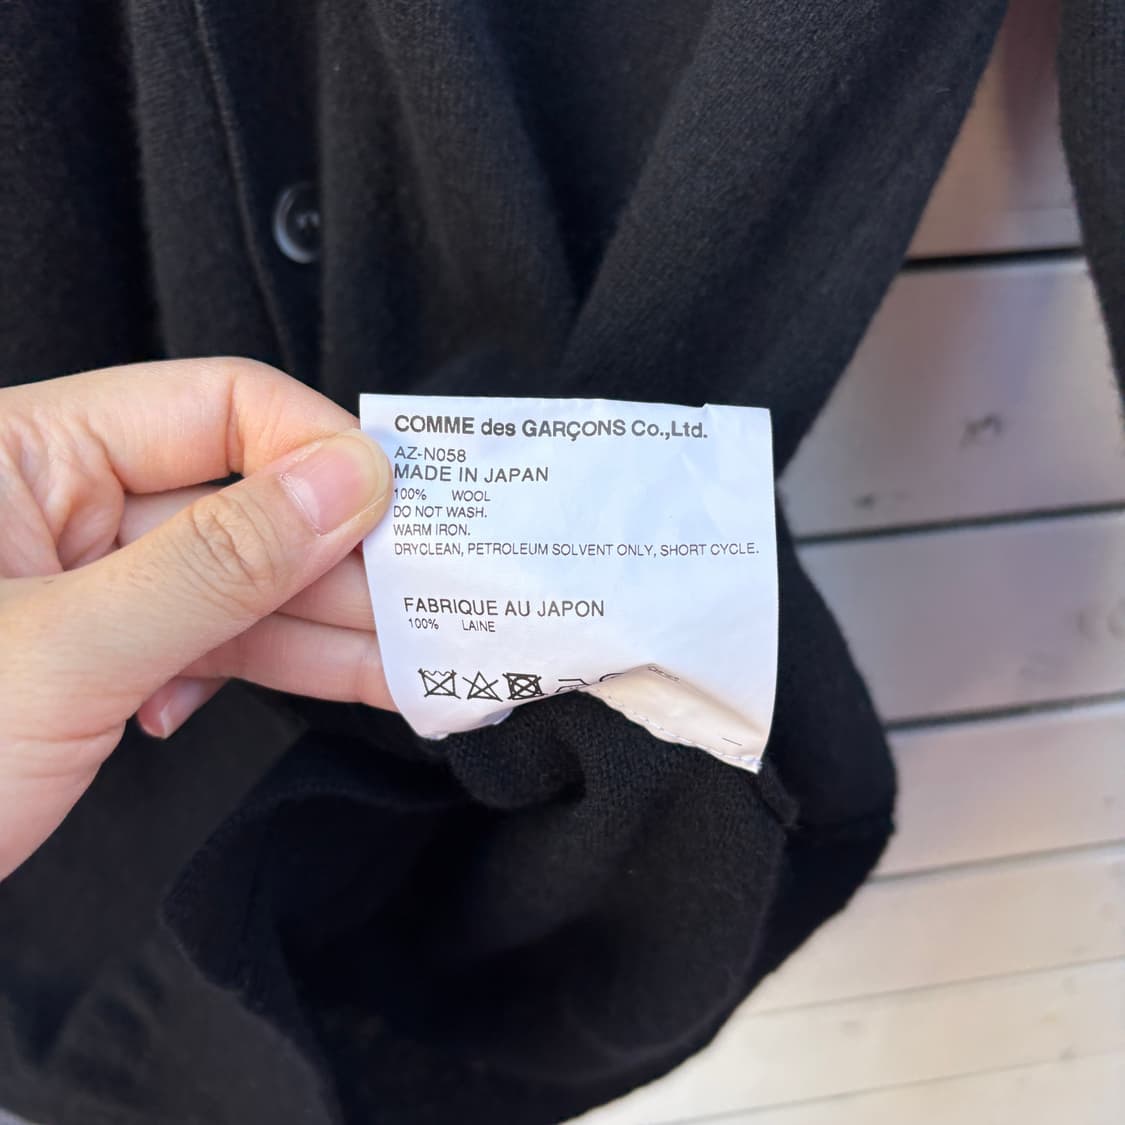 COMME des GARÇONS Co.,Ltd.
AZ-N058
MADE IN JAPAN
100% WOOL
DO NOT WASH.
WARM IRON.
DRYCLEAN, PETROLEUM SOLVENT ONLY, SHORT CYCLE.
FABRIQUE AU JAPON
100% LAINE